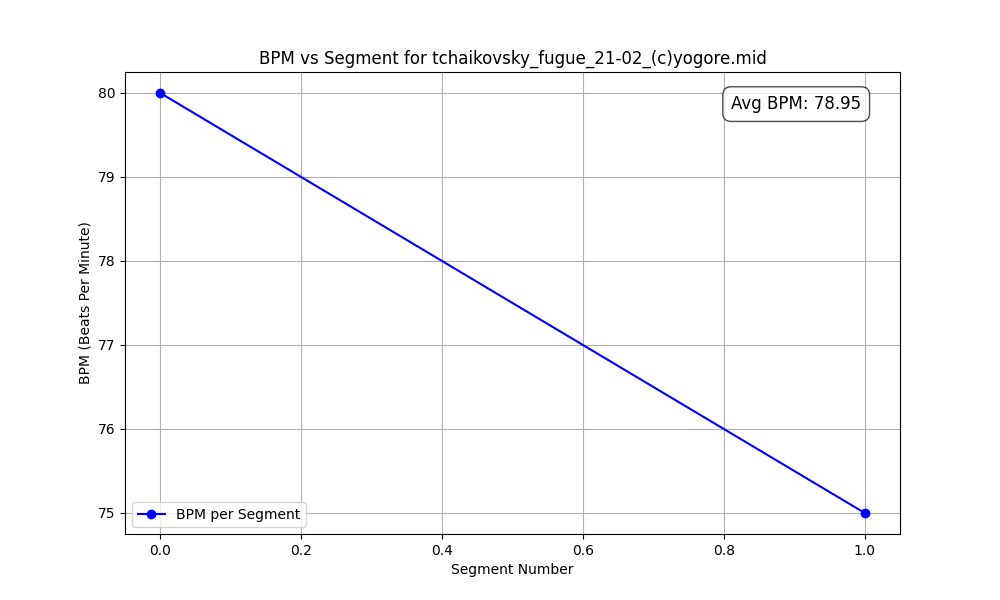 BPM vs Segment for tchaikovsky_fugue_21-02_(c)yogore.mid
Avg BPM: 78.95
BPM (Beats Per Minute)
80
79
78
77
76
75
BPM per Segment
0.0 0.2 0.4 0.6 0.8 1.0
Segment Number